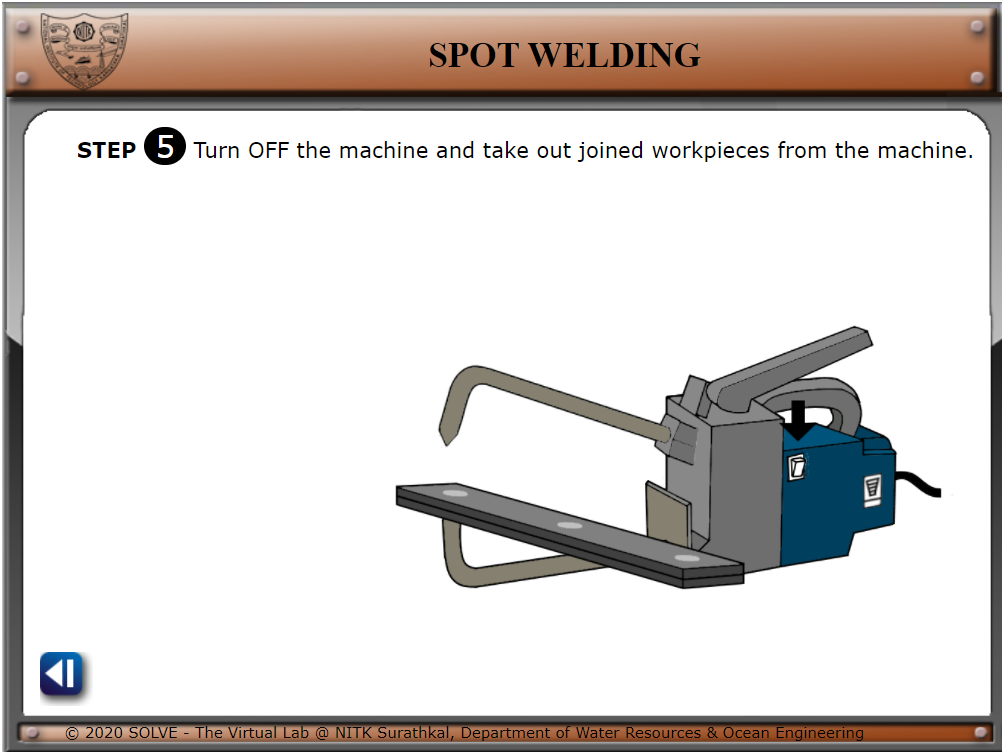 SPOT WELDING
STEP 5 Turn OFF the machine and take out joined workpieces from the machine.
© 2020 SOLVE - The Virtual Lab @ NITK Surathkal, Department of Water Resources & Ocean Engineering